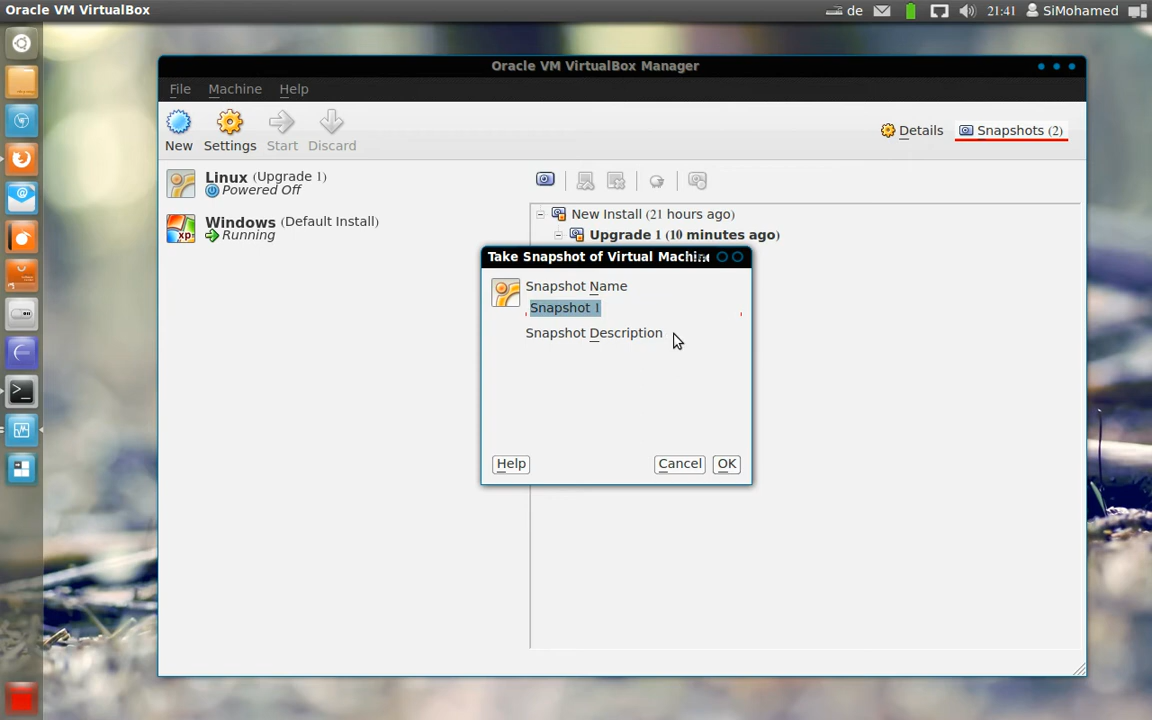 Oracle VM VirtualBox
de
21:41
SiMohamed
Oracle VM VirtualBox Manager
File Machine Help
New Settings Start Discard
Details
Snapshots (2)
Linux (Upgrade 1)
Powered Off
Windows (Default Install)
Running
xp
New Install (21 hours ago)
Upgrade 1 (10 minutes ago)
Take Snapshot of Virtual Machine
Snapshot Name
Snapshot 1
Snapshot Description
Help
Cancel
OK